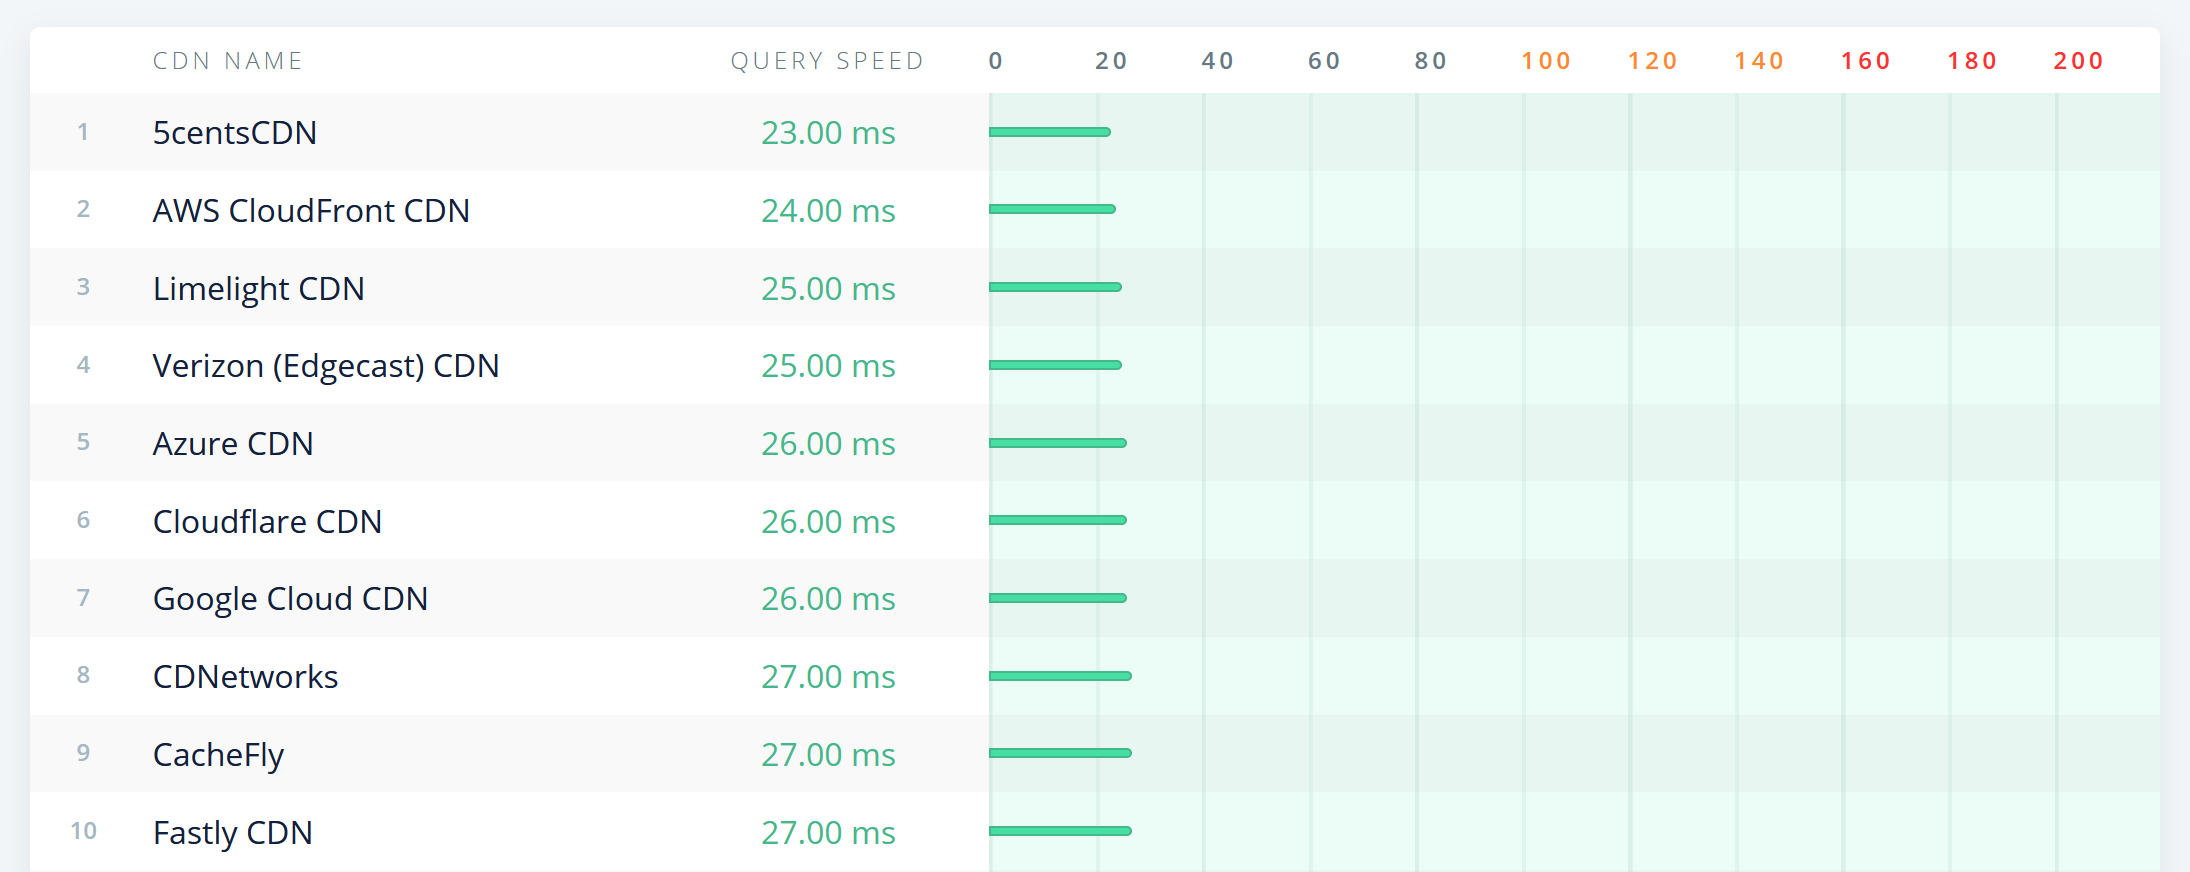 CDN NAME QUERY SPEED 0 20 40 60 80 100 120 140 160 180 200
1 5centsCDN 23.00 ms
2 AWS CloudFront CDN 24.00 ms
3 Limelight CDN 25.00 ms
4 Verizon (Edgecast) CDN 25.00 ms
5 Azure CDN 26.00 ms
6 Cloudflare CDN 26.00 ms
7 Google Cloud CDN 26.00 ms
8 CDNetworks 27.00 ms
9 CacheFly 27.00 ms
10 Fastly CDN 27.00 ms